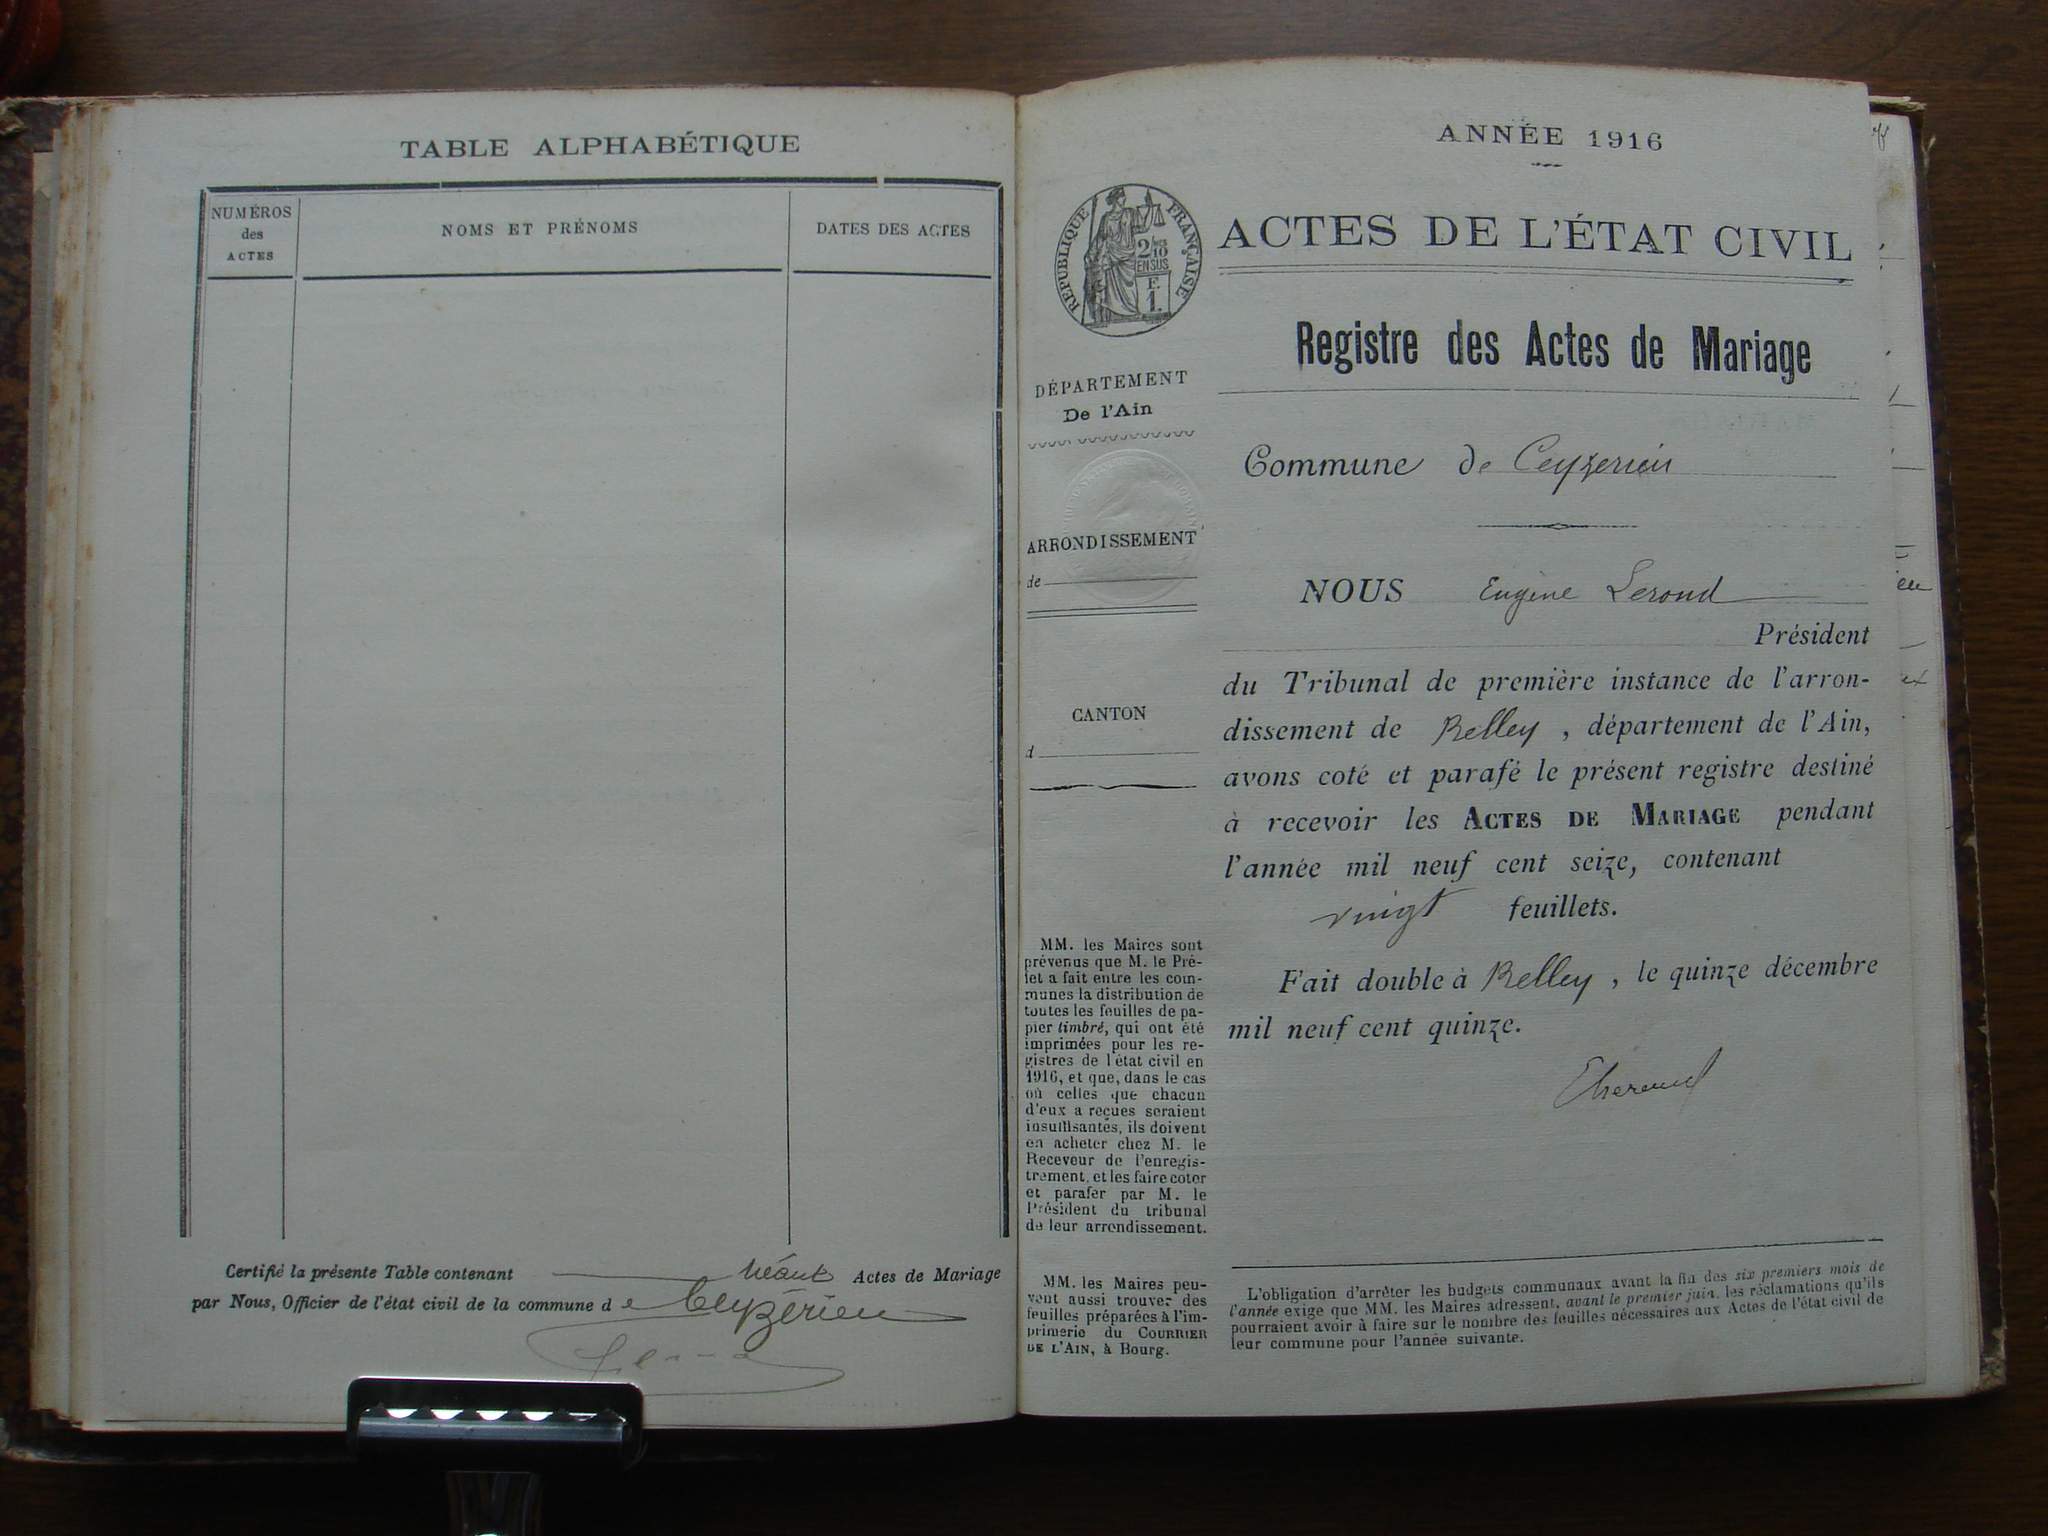 TABLE ALPHABÉTIQUE
NUMÉROS
des
ACTES
NOMS ET PRÉNOMS
DATES DES ACTES
Certifié la présente Table contenant néant Actes de Mariage
par Nous, Officier de l'état civil de la commune de Ceyzérieu
ANNÉE 1916
RÉPUBLIQUE FRANÇAISE
2/10
EN SUS
F.
1.
ACTES DE L'ÉTAT CIVIL
Registre des Actes de Mariage
DÉPARTEMENT
De l'Ain
Commune de Ceyzerieu
ARRONDISSEMENT
de
CANTON
d
NOUS Eugène Leroud
Président
du Tribunal de première instance de l'arron-
dissement de Belley, département de l'Ain,
avons coté et parafé le présent registre destiné
à recevoir les ACTES DE MARIAGE pendant
l'année mil neuf cent seize, contenant
vingt feuillets.
Fait double à Belley, le quinze décembre
mil neuf cent quinze.
MM. les Maires sont
prévenus que M. le Pré-
fet a fait entre les com-
munes la distribution de
toutes les feuilles de pa-
pier timbré, qui ont été
imprimées pour les re-
gistres de l'état civil en
1916, et que, dans le cas
où celles que chacun
d'eux a reçues seraient
insuffisantes, ils doivent
en acheter chez M. le
Receveur de l'enregis-
trement, et les faire coter
et parafer par M. le
Président du tribunal
de leur arrondissement.
MM. les Maires peu-
vent aussi trouver des
feuilles préparées à l'im-
primerie du COURRIER
DE L'AIN, à Bourg.
L'obligation d'arrêter les budgets communaux avant la fin des six premiers mois de
l'année exige que MM. les Maires adressent, avant le premier juin, les réclamations qu'ils
pourraient avoir à faire sur le nombre des feuilles nécessaires aux Actes de l'état civil de
leur commune pour l'année suivante.